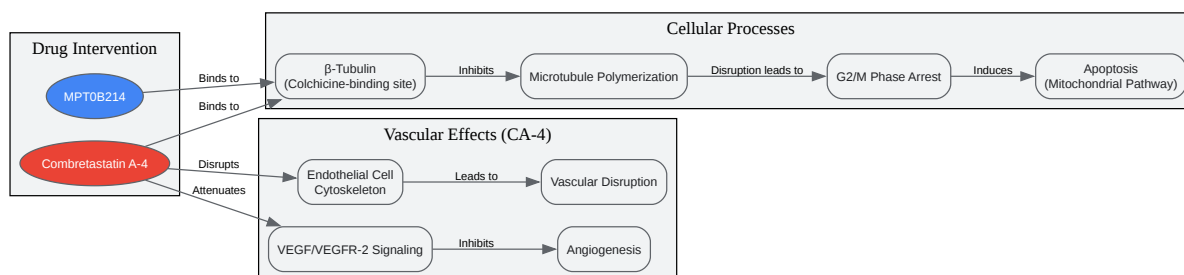 Cellular Processes
Drug Intervention
MPT0B214
Combretastatin A-4
Binds to
Binds to
β-Tubulin
(Colchicine-binding site)
Inhibits
Microtubule Polymerization
Disruption leads to
G2/M Phase Arrest
Induces
Apoptosis
(Mitochondrial Pathway)
Vascular Effects (CA-4)
Disrupts
Endothelial Cell
Cytoskeleton
Leads to
Vascular Disruption
Attenuates
VEGF/VEGFR-2 Signaling
Inhibits
Angiogenesis